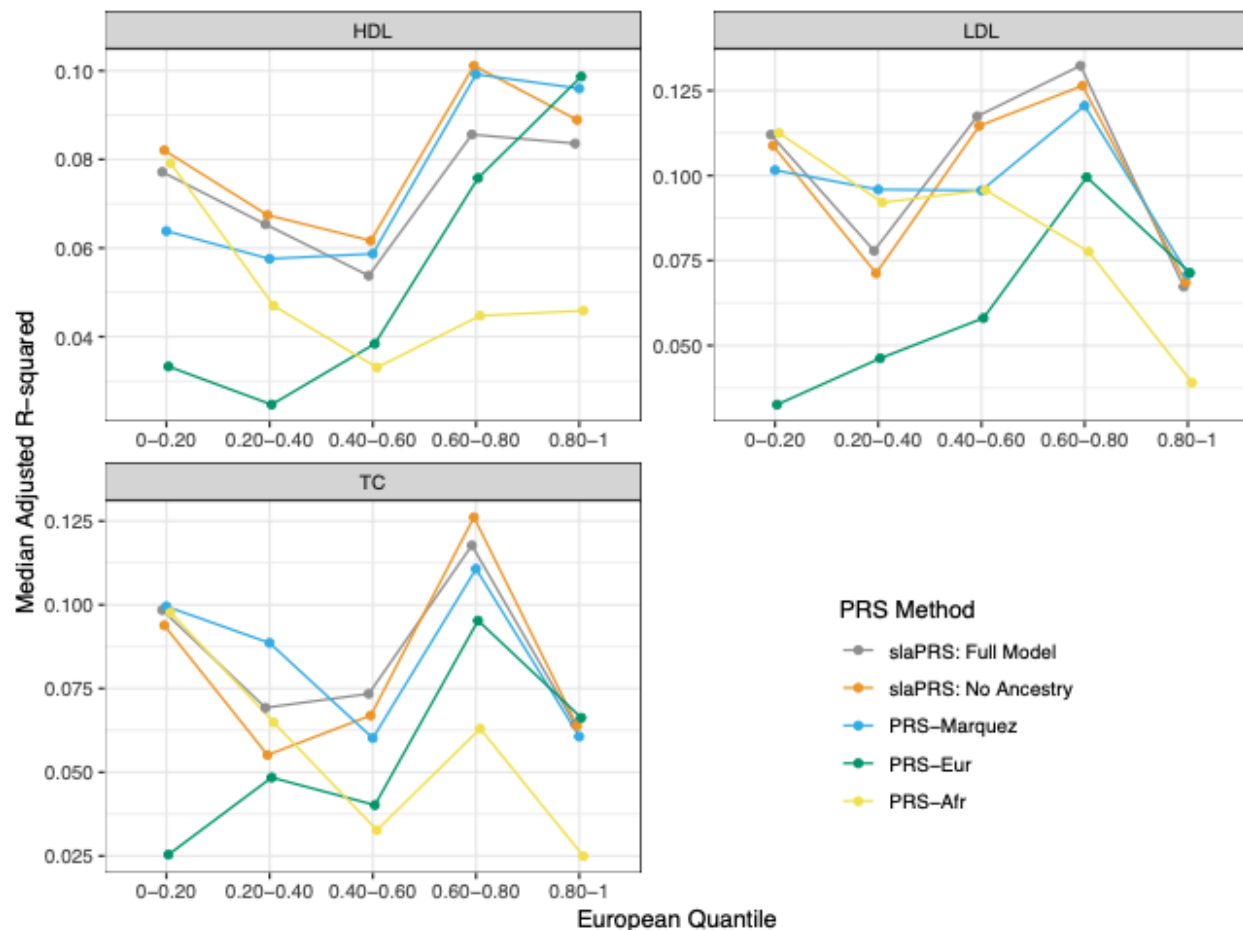 HDL
LDL
0.10
0.08
0.06
0.04
0.125
0.100
0.075
0.050
0−0.20 0.20−0.40 0.40−0.60 0.60−0.80 0.80−1
0−0.20 0.20−0.40 0.40−0.60 0.60−0.80 0.80−1
TC
0.125
0.100
0.075
0.050
0.025
0−0.20 0.20−0.40 0.40−0.60 0.60−0.80 0.80−1
Median Adjusted R-squared
European Quantile
PRS Method
slaPRS: Full Model
slaPRS: No Ancestry
PRS−Marquez
PRS−Eur
PRS−Afr